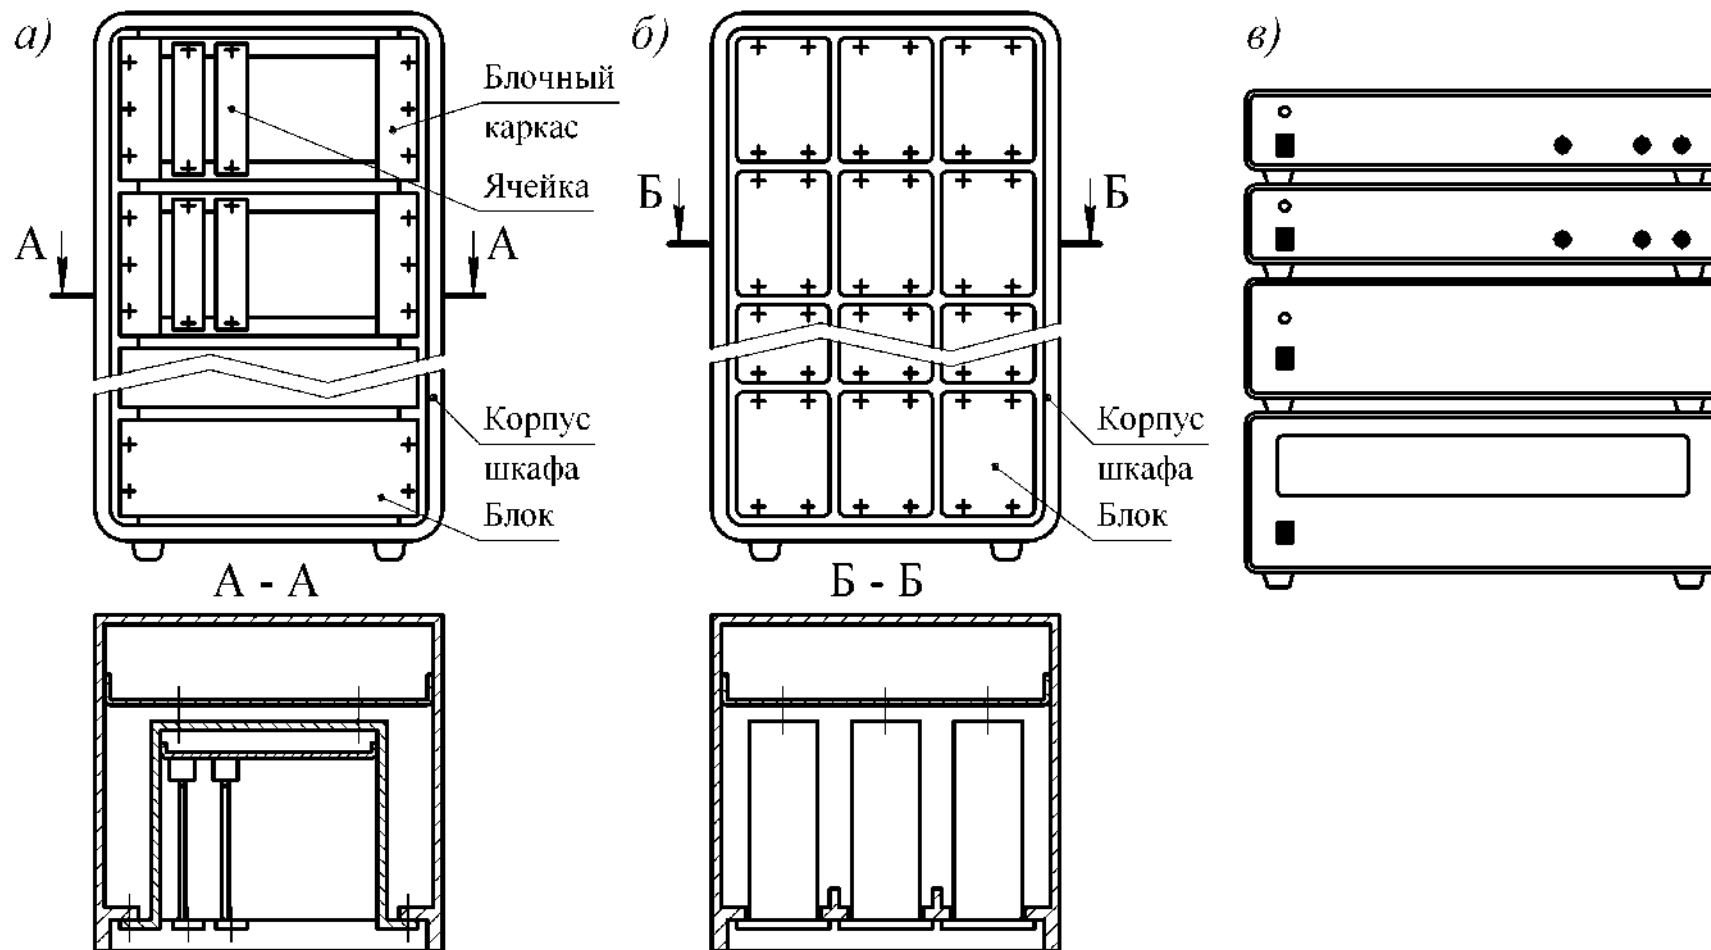 а)
Блочный
каркас
Ячейка
А
А
Корпус
шкафа
Блок
А - А
б)
Б
Б
Корпус
шкафа
Блок
Б - Б
в)